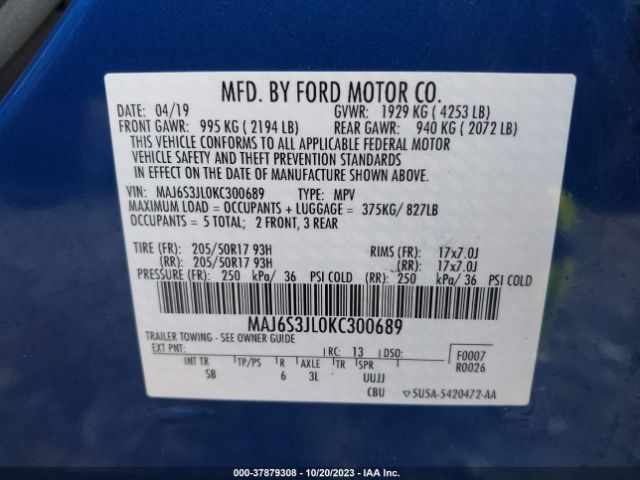 MFD. BY FORD MOTOR CO.
DATE: 04/19 GVWR: 1929 KG ( 4253 LB)
FRONT GAWR: 995 KG ( 2194 LB) REAR GAWR: 940 KG ( 2072 LB)
THIS VEHICLE CONFORMS TO ALL APPLICABLE FEDERAL MOTOR
VEHICLE SAFETY AND THEFT PREVENTION STANDARDS
IN EFFECT ON THE DATE OF MANUFACTURE SHOWN ABOVE.
VIN: MAJ6S3JL0KC300689 TYPE: MPV
MAXIMUM LOAD = OCCUPANTS + LUGGAGE = 375KG/ 827LB
OCCUPANTS = 5 TOTAL; 2 FRONT, 3 REAR
TIRE (FR): 205/50R17 93H RIMS (FR): 17x7.0J
(RR): 205/50R17 93H (RR): 17x7.0J
PRESSURE (FR): 250 kPa/ 36 PSI COLD (RR): 250 kPa/ 36 PSI COLD
MAJ6S3JL0KC300689
TRAILER TOWING - SEE OWNER GUIDE
EXT PNT: RC: 13 DSO: F0007
R0026
INT TR TP/PS R AXLE TR SPR
SB 6 3L UUJJ
CBU 5U5A-5420472-AA
00-37879308 - 10/20/2023 - IAA Inc.